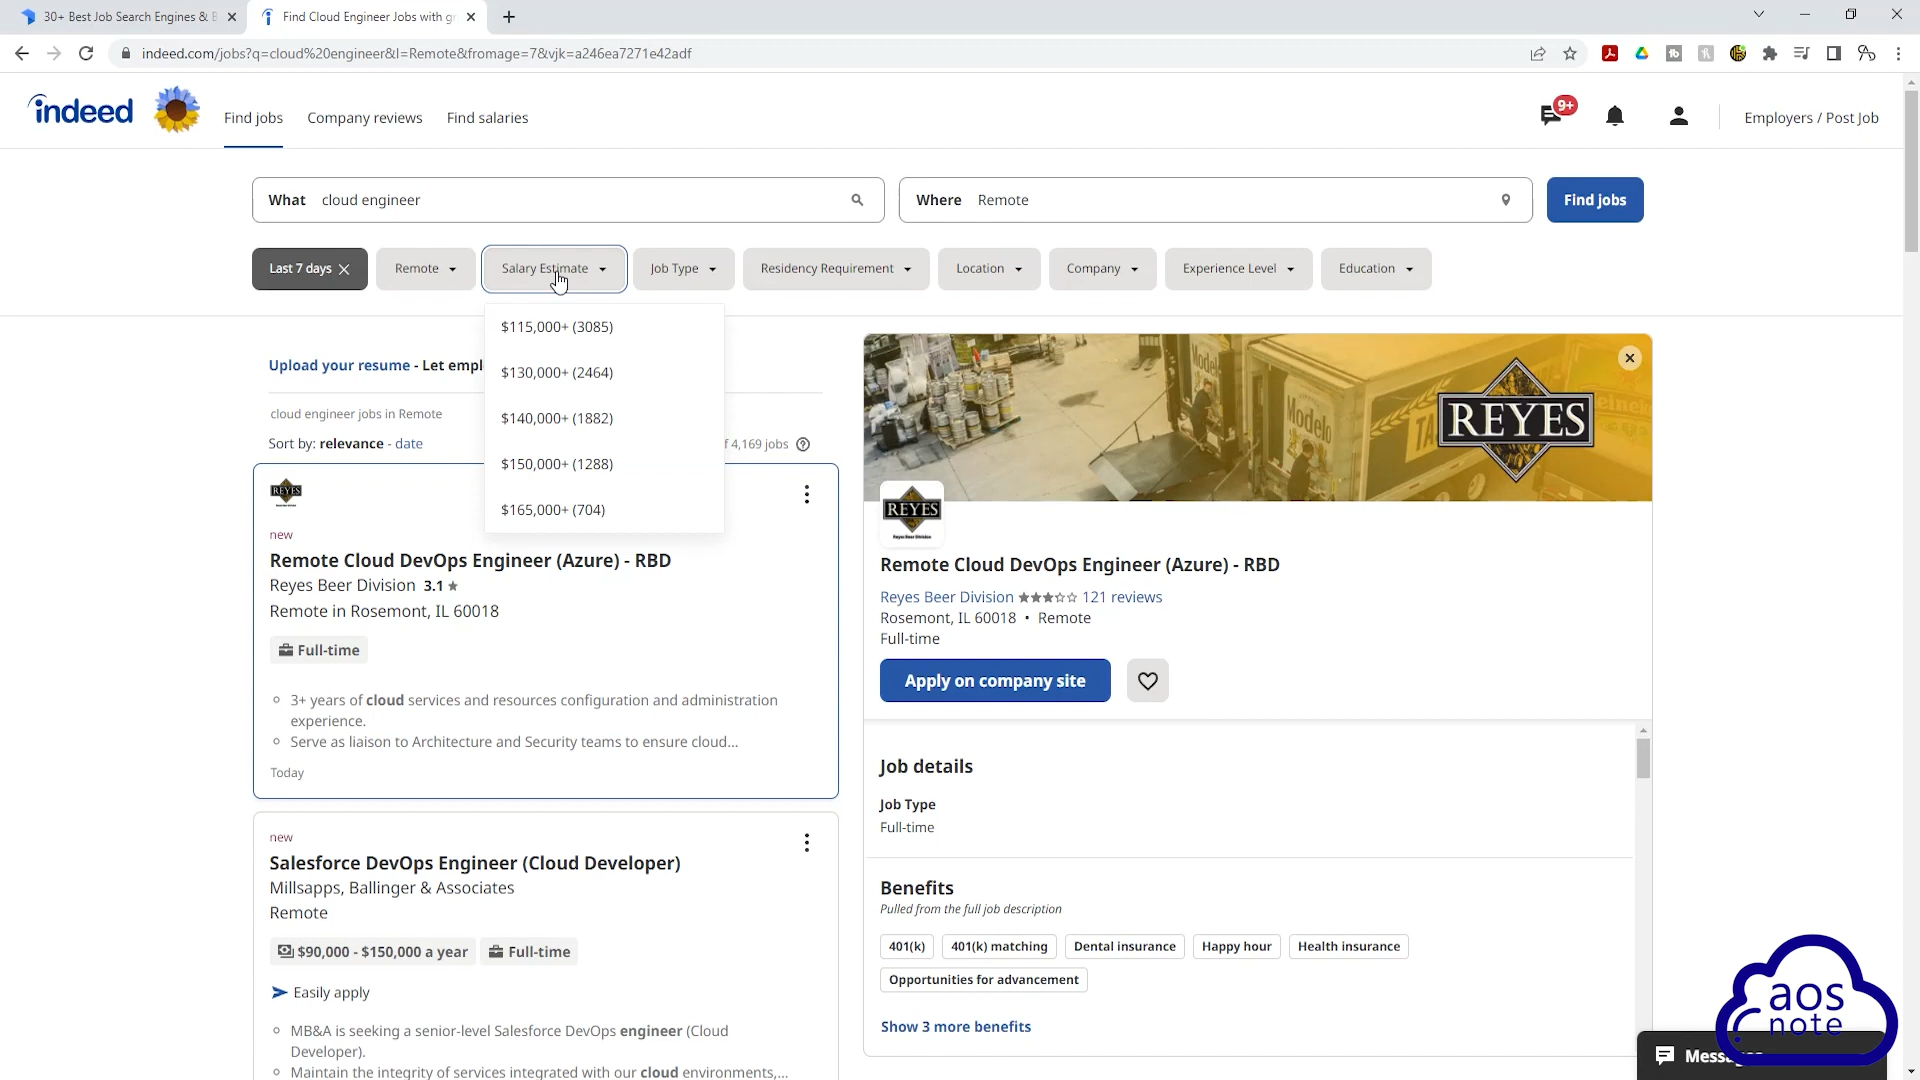 30+ Best Job Search Engines & B
Find Cloud Engineer Jobs with gr
indeed.com/jobs?q=cloud%20engineer&l=Remote&fromage=7&vjk=a246ea7271e42adf
indeed
Find jobs
Company reviews
Find salaries
9+
Employers / Post Job
What cloud engineer
Where Remote
Find jobs
Last 7 days
Remote
Salary Estimate
Job Type
Residency Requirement
Location
Company
Experience Level
Education
$115,000+ (3085)
$130,000+ (2464)
$140,000+ (1882)
$150,000+ (1288)
$165,000+ (704)
Upload your resume - Let empl
cloud engineer jobs in Remote
Sort by: relevance - date
4,169 jobs
REYES
new
Remote Cloud DevOps Engineer (Azure) - RBD
Reyes Beer Division 3.1
Remote in Rosemont, IL 60018
Full-time
3+ years of cloud services and resources configuration and administration
experience.
Serve as liaison to Architecture and Security teams to ensure cloud...
Today
new
Salesforce DevOps Engineer (Cloud Developer)
Millsapps, Ballinger & Associates
Remote
$90,000 - $150,000 a year
Full-time
Easily apply
MB&A is seeking a senior-level Salesforce DevOps engineer (Cloud
Developer).
Maintain the integrity of services integrated with our cloud environments,...
Modelo
Modelo
REYES
REYES
Reyes Beer Division
Remote Cloud DevOps Engineer (Azure) - RBD
Reyes Beer Division 121 reviews
Rosemont, IL 60018 • Remote
Full-time
Apply on company site
Job details
Job Type
Full-time
Benefits
Pulled from the full job description
401(k)
401(k) matching
Dental insurance
Happy hour
Health insurance
Opportunities for advancement
Show 3 more benefits
aos
note